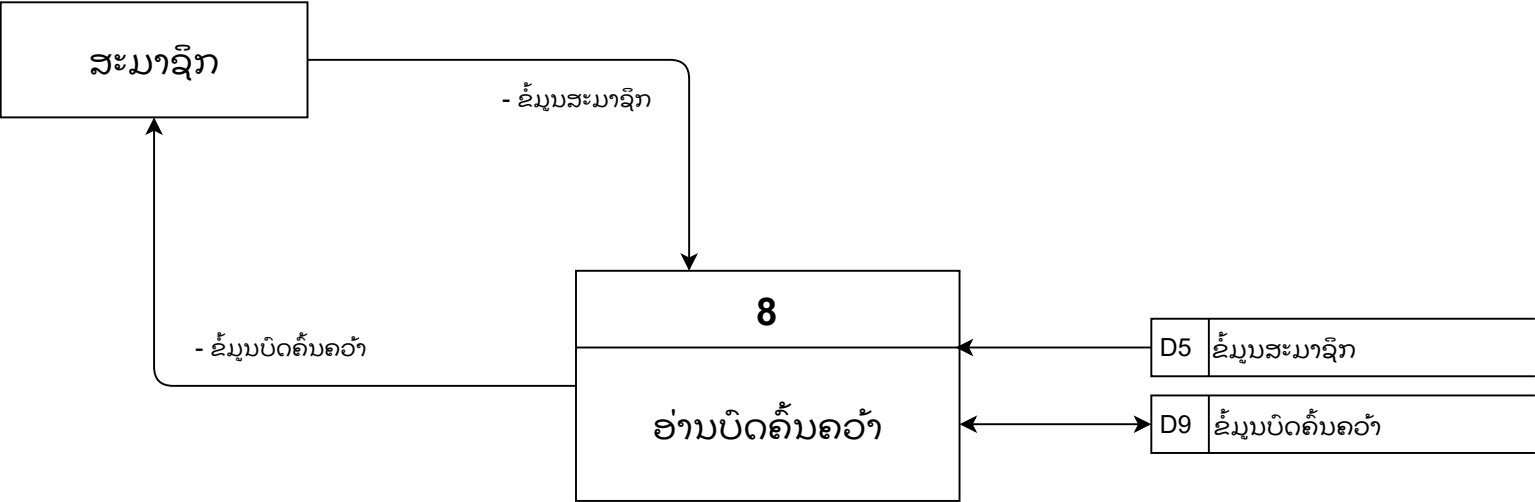 ສະມາຊິກ
- ຂໍ້ມູນສະມາຊິກ
8
- ຂໍ້ມູນບົດຄົ້ນຄວ້າ
D5 ຂໍ້ມູນສະມາຊິກ
ອ່ານບົດຄົ້ນຄວ້າ
D9 ຂໍ້ມູນບົດຄົ້ນຄວ້າ